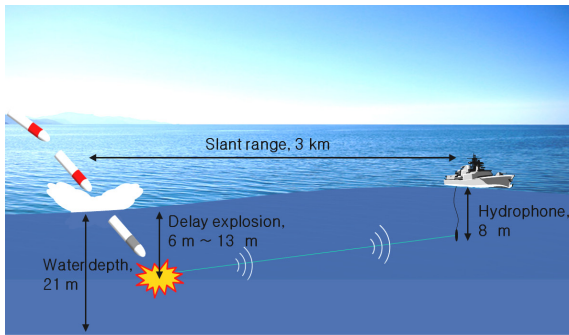 Slant range, 3 km
Delay explosion,
6 m ~ 13 m
Hydrophone,
8 m
Water depth,
21 m